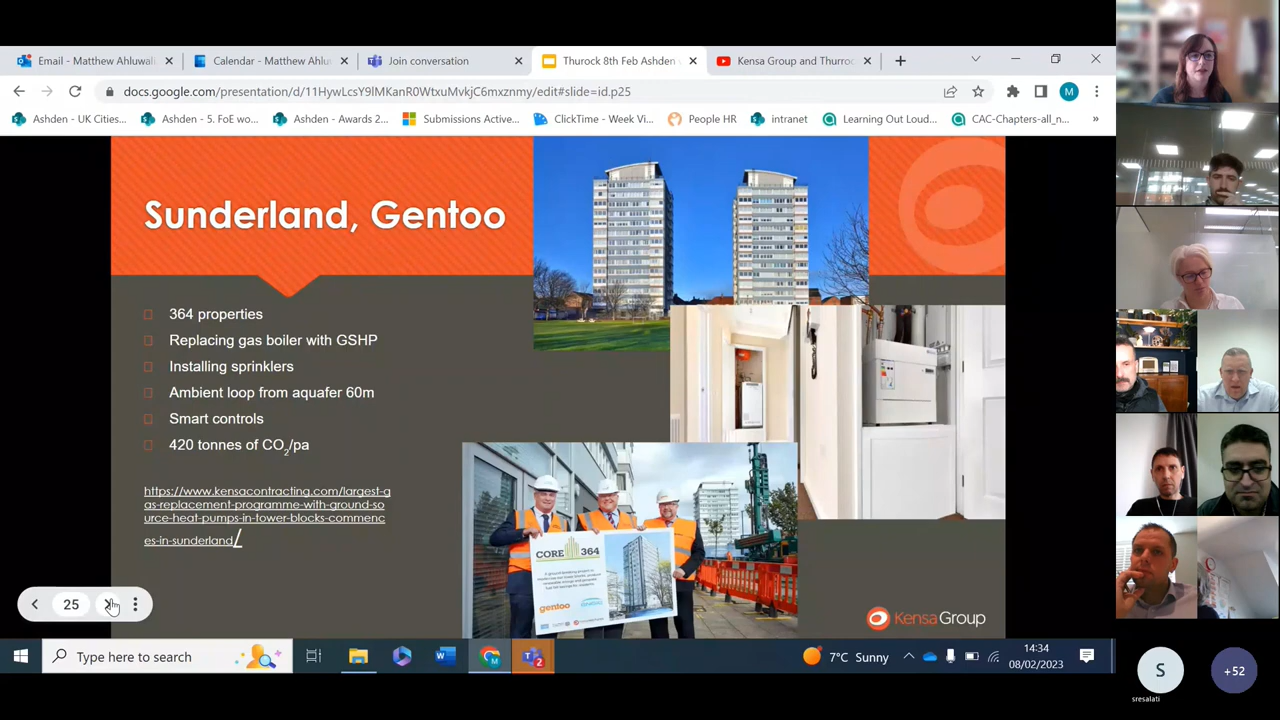 Email - Matthew Ahluwali
Calendar - Matthew Ahlu
Join conversation
Thurock 8th Feb Ashden
Kensa Group and Thurro
docs.google.com/presentation/d/11HywLcsY9lMKanR0WtxuMvkjC6mxznmy/edit#slide=id.p25
M
Ashden - UK Cities...
Ashden - 5. FoE wo...
Ashden - Awards 2...
Submissions Active...
ClickTime - Week Vi...
People HR
intranet
Learning Out Loud...
CAC-Chapters-all_n...
»
Sunderland, Gentoo
364 properties
Replacing gas boiler with GSHP
Installing sprinklers
Ambient loop from aquafer 60m
Smart controls
420 tonnes of CO2/pa
https://www.kensacontracting.com/largest-g
as-replacement-programme-with-ground-so
urce-heat-pumps-in-tower-blocks-commenc
es-in-sunderland/
CORE 364
gentoo
KensaGroup
25
Type here to search
2
7°C Sunny
14:34
08/02/2023
S
sresalati
+52